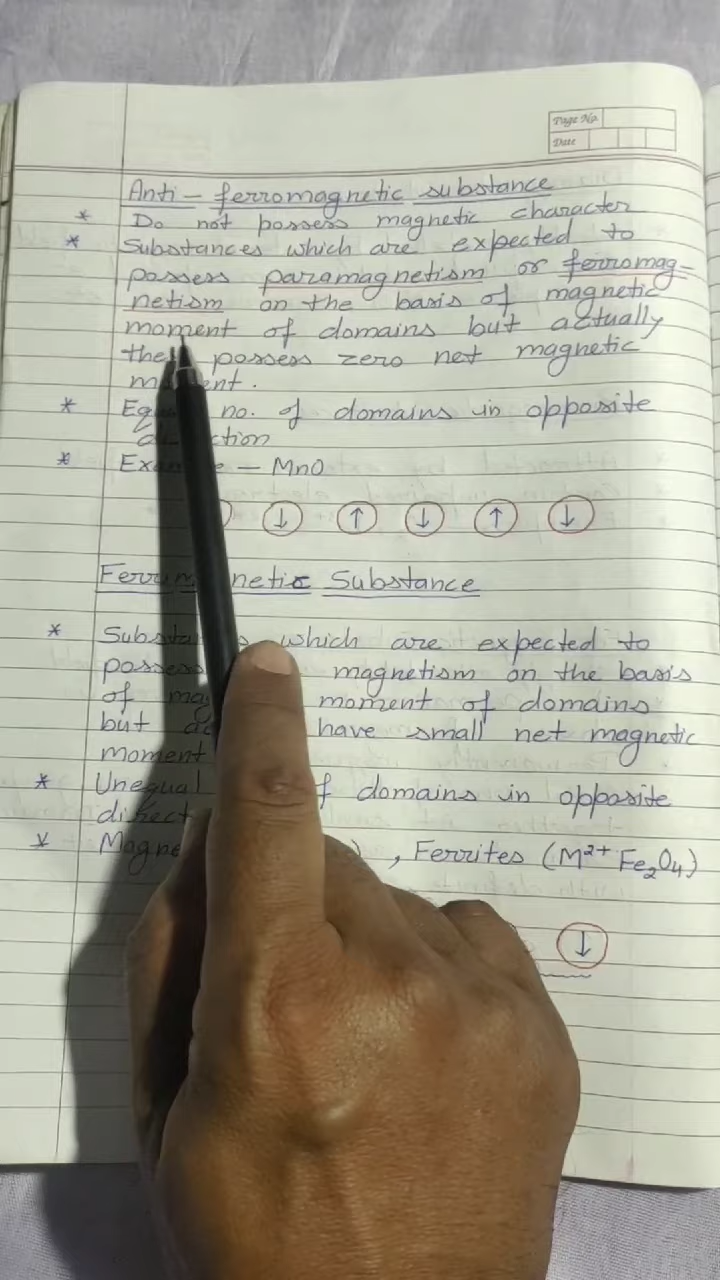 Page No.
Date
Anti - ferromagnetic substance
* Do not possess magnetic character
* Substances which are expected to
possess paramagnetism or ferromag-
netism on the basis of magnetic
moment of domains but actually
possess zero net magnetic
* no. of domains in opposite
* - MnO
↓ ↑ ↓ ↑ ↓
Substance
* which are expected to
possess magnetism on the basis
of moment of domains
but have small net magnetic
moment
* Unequal of domains in opposite
* , Ferrites (M²⁺ Fe₂O₄)
↓